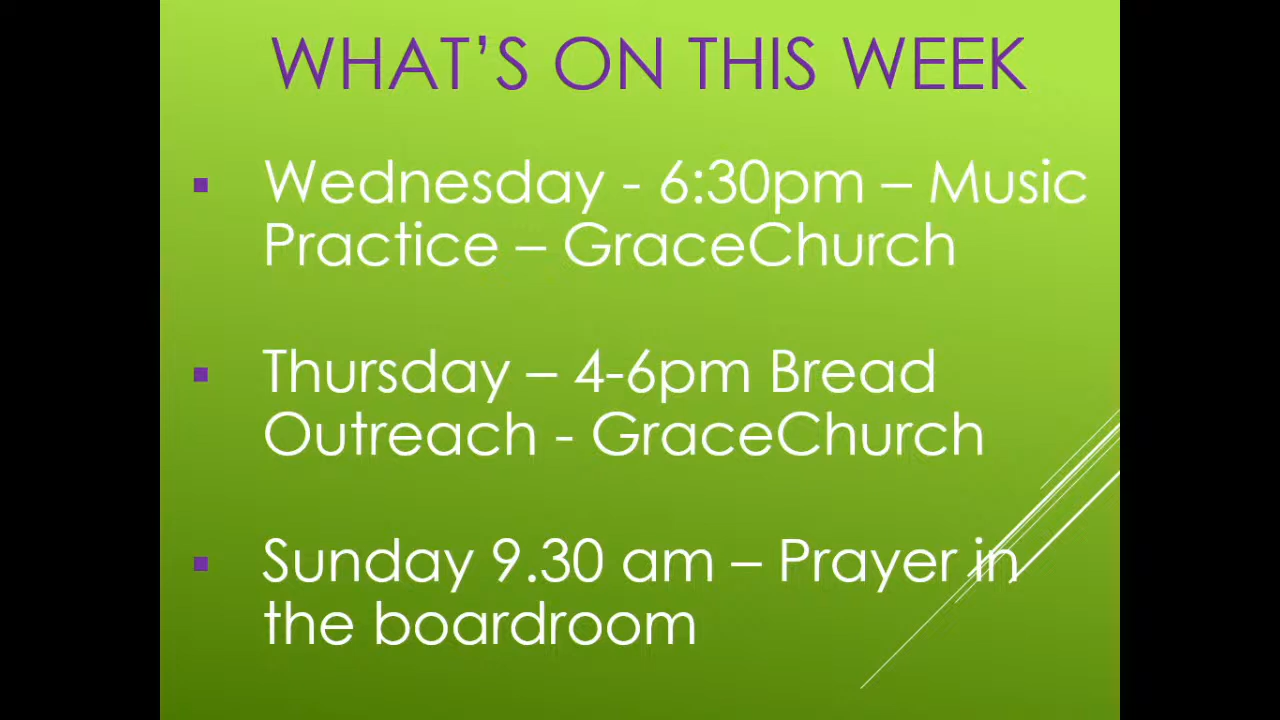 WHAT’S ON THIS WEEK
▪ Wednesday - 6:30pm – Music
Practice – GraceChurch
▪ Thursday – 4-6pm Bread
Outreach - GraceChurch
▪ Sunday 9.30 am – Prayer in
the boardroom